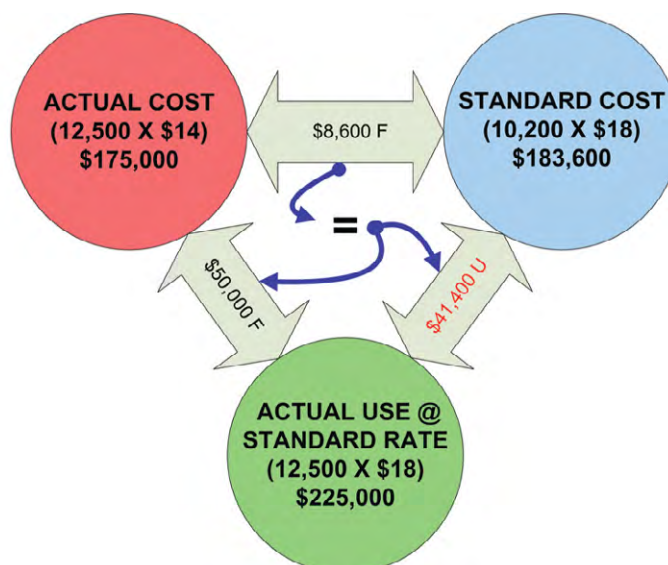 ACTUAL COST
(12,500 X $14)
$175,000
$8,600 F
STANDARD COST
(10,200 X $18)
$183,600
=
$50,000 F
$41,400 U
ACTUAL USE @
STANDARD RATE
(12,500 X $18)
$225,000